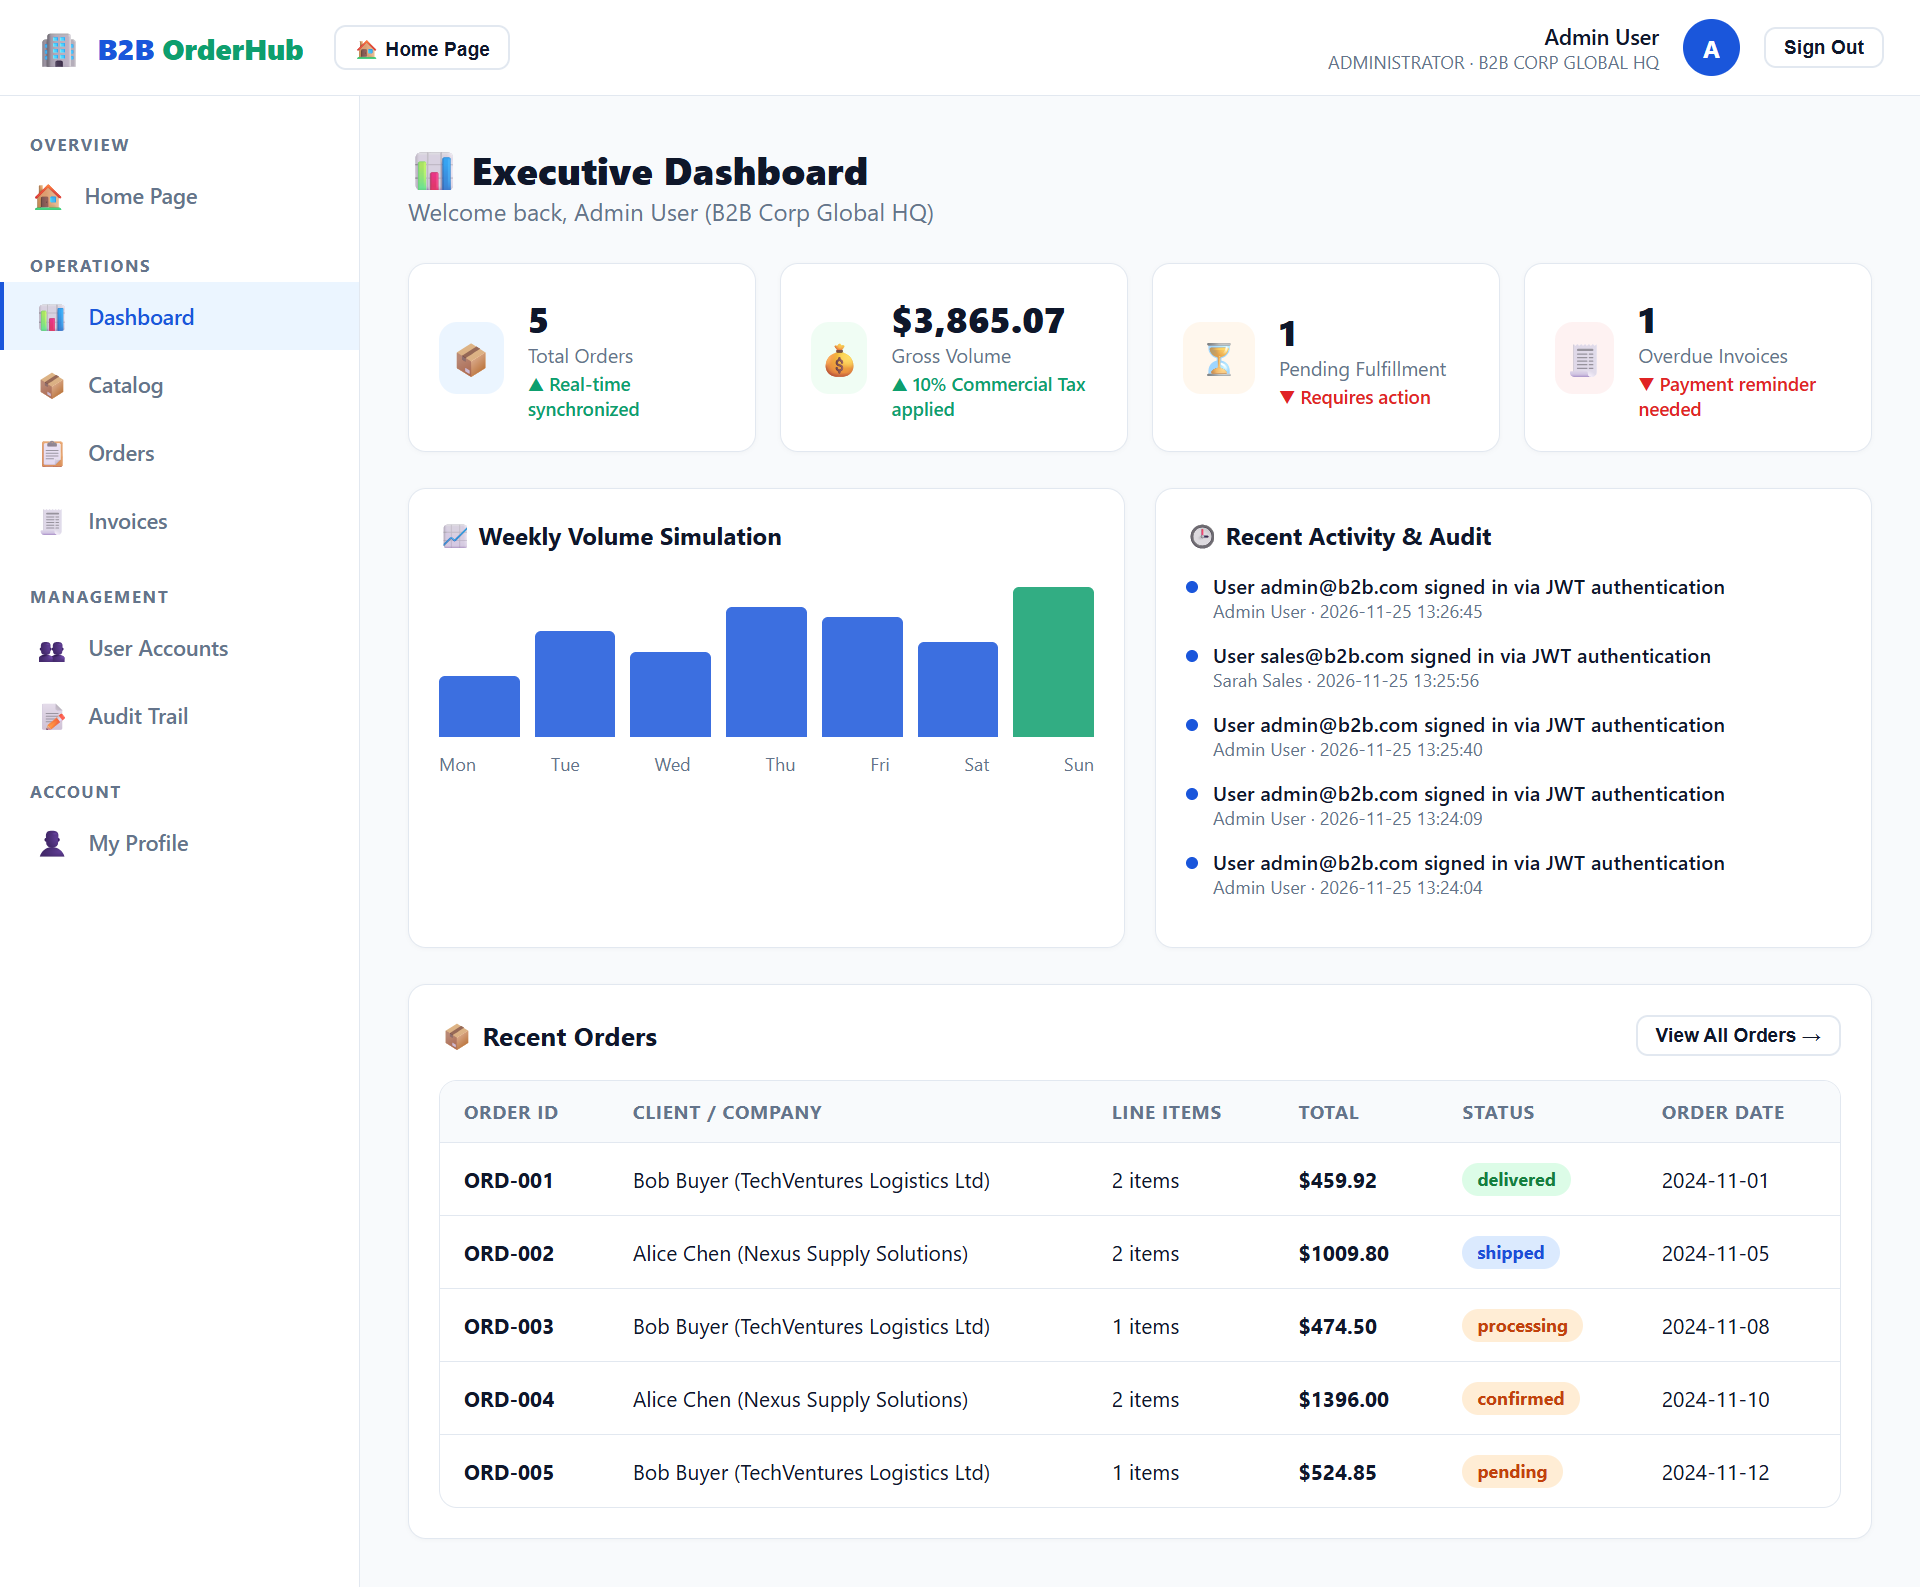 B2B OrderHub
Home Page
Admin User
ADMINISTRATOR · B2B CORP GLOBAL HQ
A
Sign Out
OVERVIEW
Home Page
OPERATIONS
Dashboard
Catalog
Orders
Invoices
MANAGEMENT
User Accounts
Audit Trail
ACCOUNT
My Profile
Executive Dashboard
Welcome back, Admin User (B2B Corp Global HQ)
5
Total Orders
▲ Real-time
synchronized
$3,865.07
Gross Volume
▲ 10% Commercial Tax
applied
1
Pending Fulfillment
▼ Requires action
1
Overdue Invoices
▼ Payment reminder
needed
Weekly Volume Simulation
Mon Tue Wed Thu Fri Sat Sun
Recent Activity & Audit
User admin@b2b.com signed in via JWT authentication
Admin User · 2026-11-25 13:26:45
User sales@b2b.com signed in via JWT authentication
Sarah Sales · 2026-11-25 13:25:56
User admin@b2b.com signed in via JWT authentication
Admin User · 2026-11-25 13:25:40
User admin@b2b.com signed in via JWT authentication
Admin User · 2026-11-25 13:24:09
User admin@b2b.com signed in via JWT authentication
Admin User · 2026-11-25 13:24:04
Recent Orders
View All Orders →
ORDER ID CLIENT / COMPANY LINE ITEMS TOTAL STATUS ORDER DATE
ORD-001 Bob Buyer (TechVentures Logistics Ltd) 2 items $459.92 delivered 2024-11-01
ORD-002 Alice Chen (Nexus Supply Solutions) 2 items $1009.80 shipped 2024-11-05
ORD-003 Bob Buyer (TechVentures Logistics Ltd) 1 items $474.50 processing 2024-11-08
ORD-004 Alice Chen (Nexus Supply Solutions) 2 items $1396.00 confirmed 2024-11-10
ORD-005 Bob Buyer (TechVentures Logistics Ltd) 1 items $524.85 pending 2024-11-12